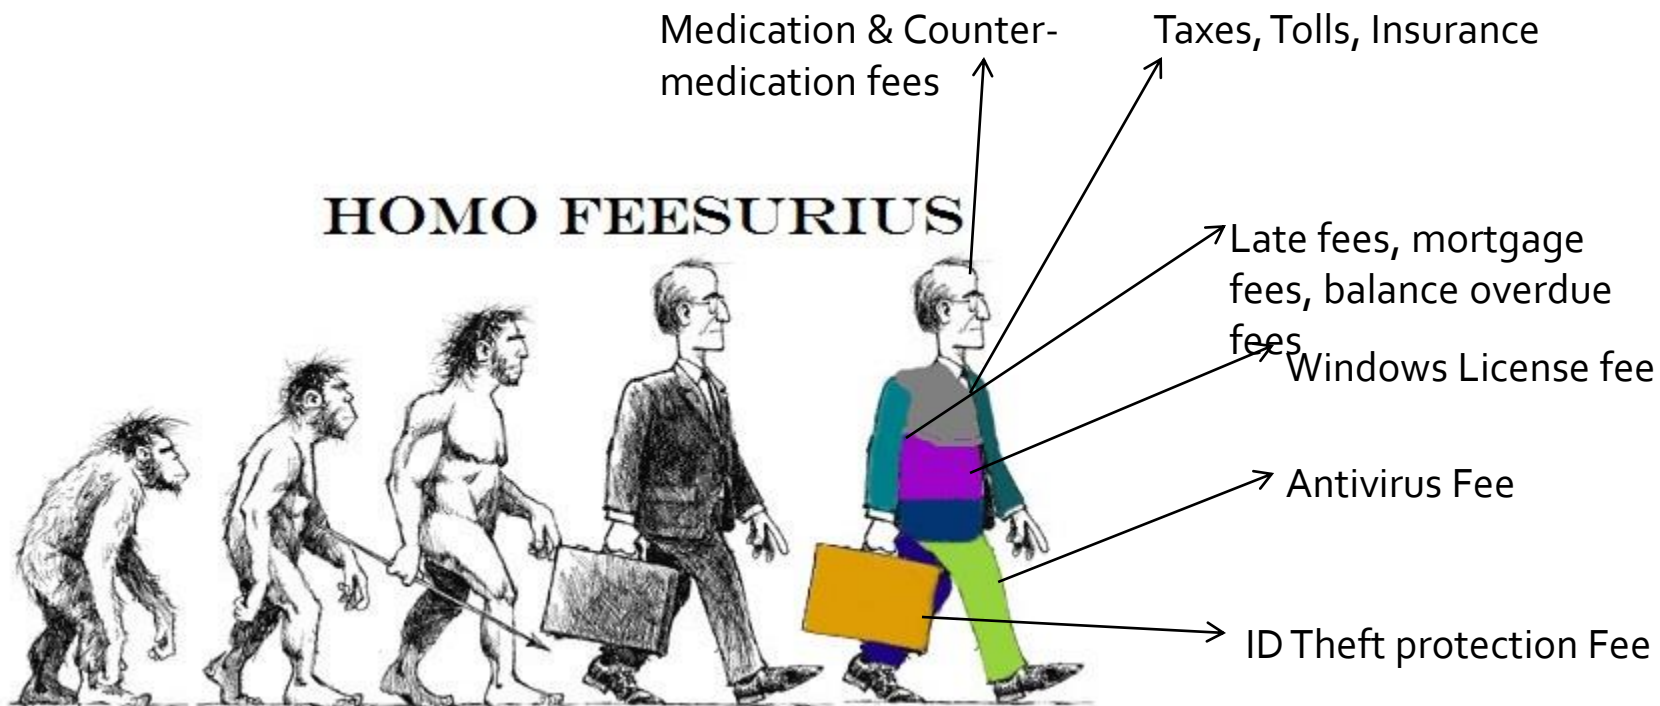 Medication & Counter-
medication fees
Taxes, Tolls, Insurance
HOMO FEESURIUS
Late fees, mortgage
fees, balance overdue
fees
Windows License fee
Antivirus Fee
ID Theft protection Fee